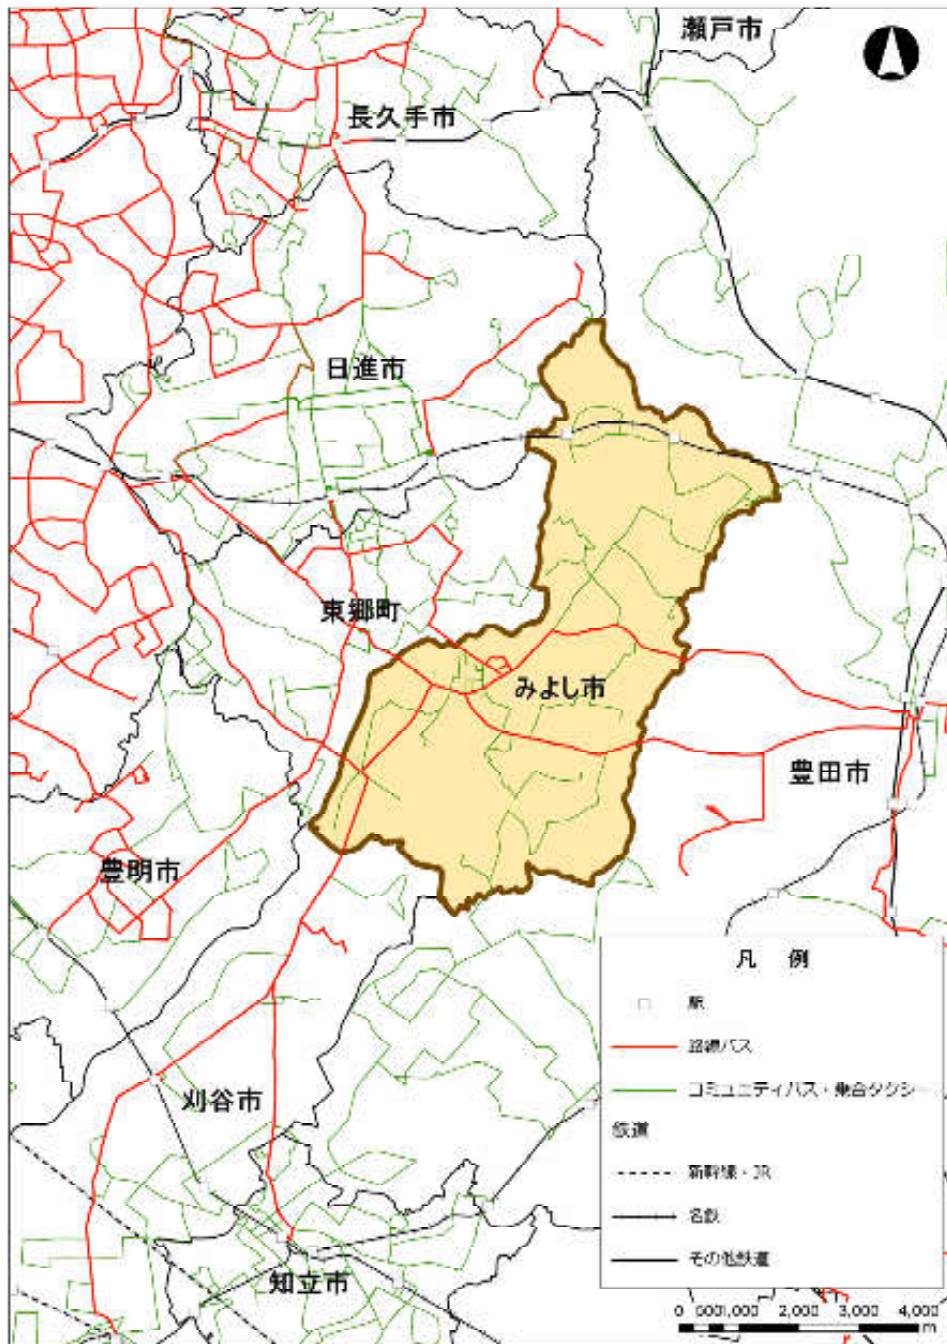 瀬戸市
長久手市
日進市
東郷町
みよし市
豊田市
豊明市
刈谷市
知立市
凡 例
駅
路線バス
コミュニティバス・乗合タクシー
鉄道
新幹線・JR
名鉄
その他鉄道
0 500 1,000 2,000 3,000 4,000
m